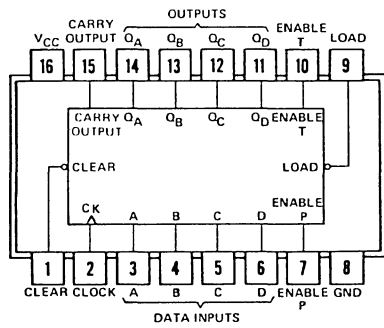 OUTPUTS
VCC CARRY OUTPUT QA QB QC QD ENABLE T LOAD
16 15 14 13 12 11 10 9
CARRY OUTPUT QA QB QC QD ENABLE T
CLEAR LOAD
CK A B C D ENABLE P
1 2 3 4 5 6 7 8
CLEAR CLOCK A B C D ENABLE P GND
DATA INPUTS